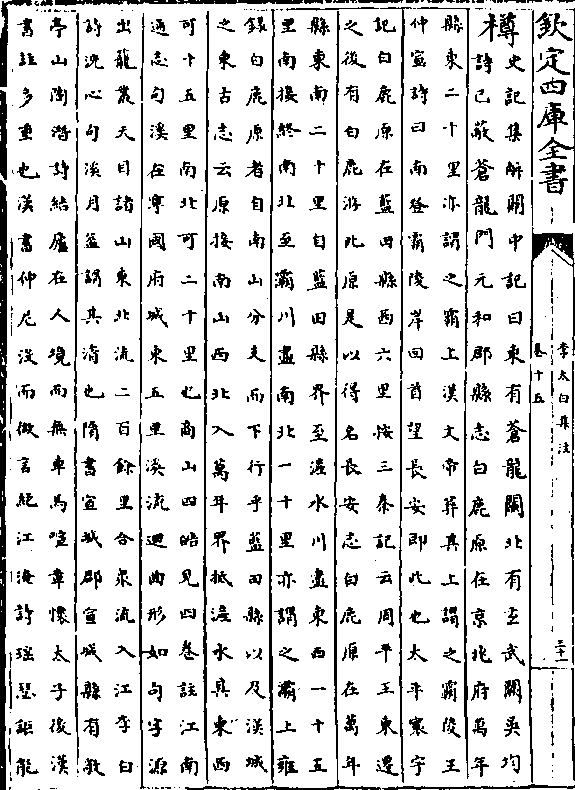 欽定四庫全書
李太白集注
卷十五
三十一
樽
史記集解關中記曰東有蒼龍闕北有玄武闕吳均
詩已蔽蒼龍門元和郡縣志白鹿原在京兆府萬年
縣東二十里亦謂之霸上漢文帝葬其上謂之霸陵王
仲宣詩曰南登霸陵岸回首望長安即此也太平寰宇
記白鹿原在藍田縣西六里按三秦記云周平王東遷
之後有白鹿游此原是以得名長安志白鹿原在萬年
縣東南二十里自藍田縣界至滻水川盡東西一十五
里南接終南北至灞川盡南北一十里亦謂之灞上雍
錄白鹿原者自南山分支而下行乎藍田縣以及漢城
之東古志云原接南山西北入萬年界抵滻水其東西
可十五里南北可二十里也商山四皓見四卷註江南
通志句溪在寧國府城東五里溪流迴曲形如句字源
出籠叢天目諸山東北流二百餘里合衆流入江李白
詩洗心句溪月蓋謂其清也隋書宣城郡宣城縣有敬
亭山陶潛詩結廬在人境而無車馬喧章懷太子後漢
書註多重也漢書仲尼没而微言絶江淹詩瑶琴詎能